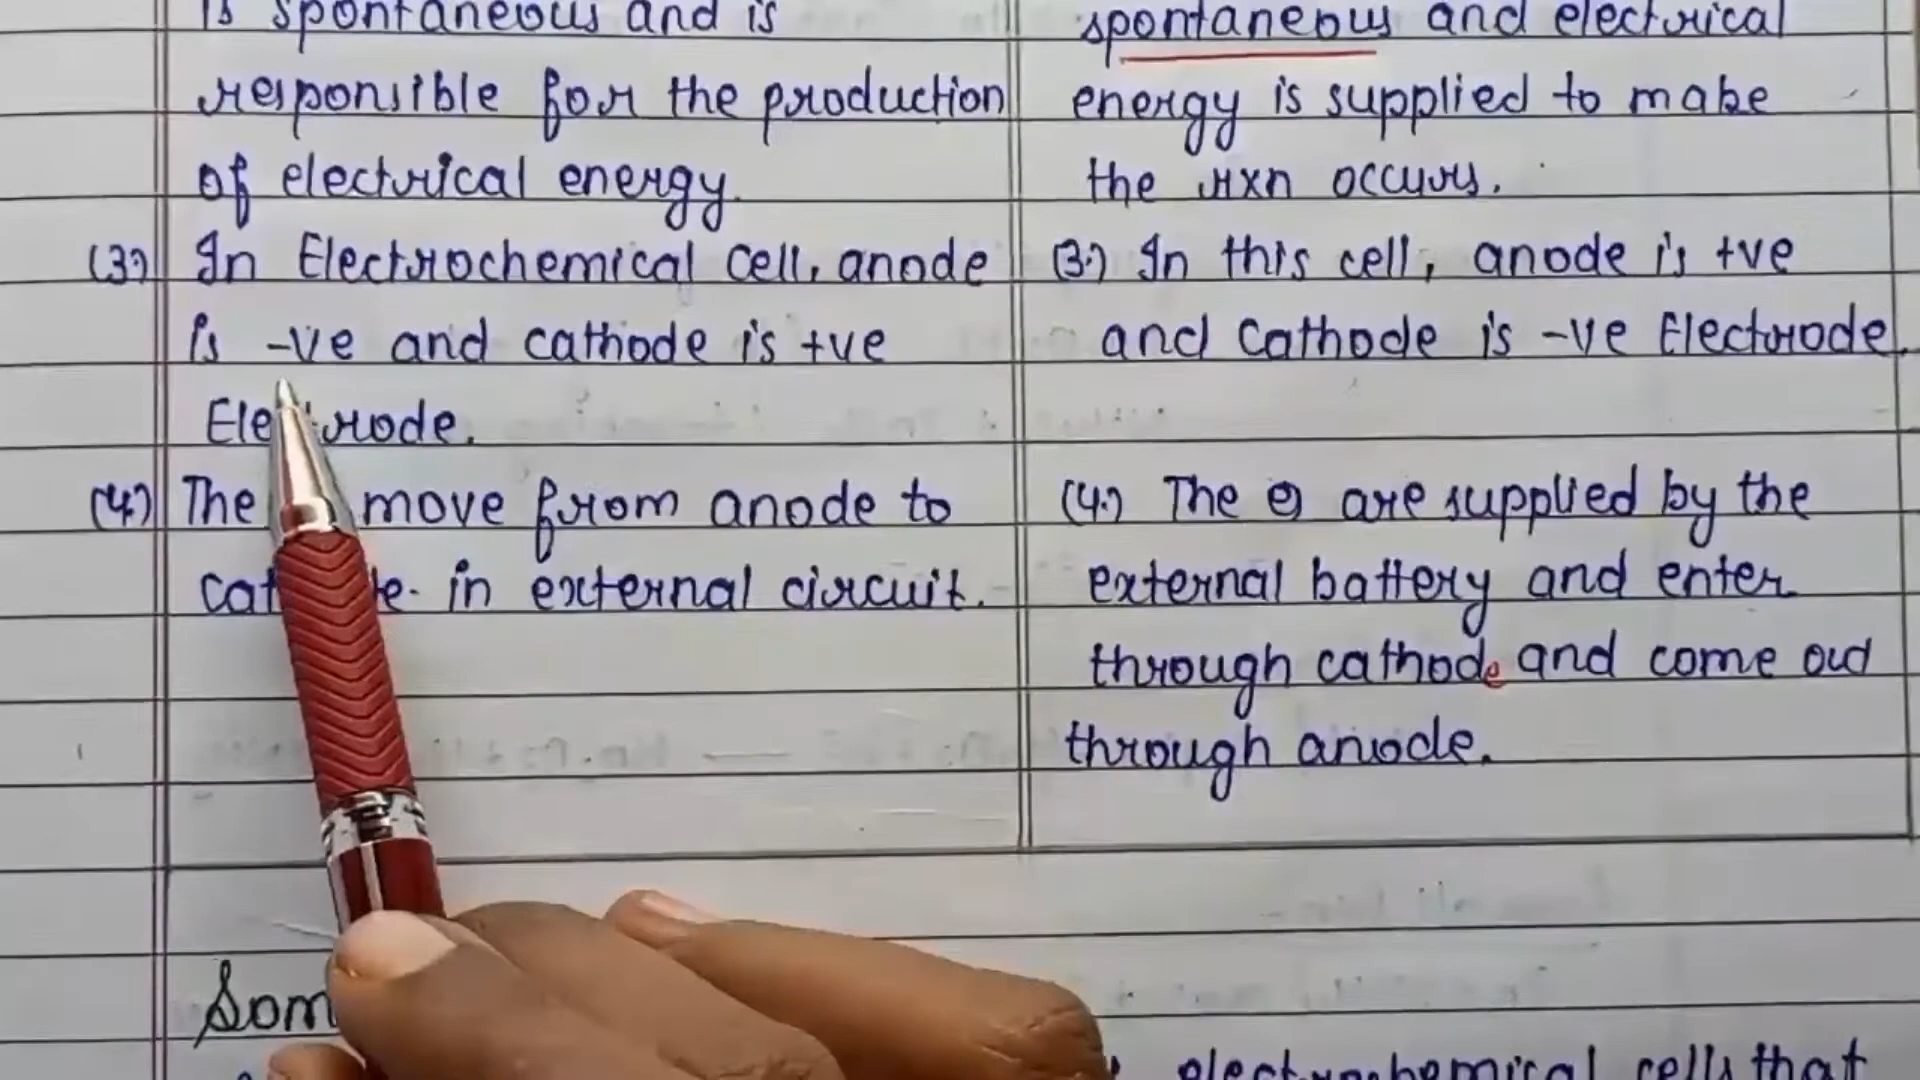 is spontaneous and is
responsible for the production
of electrical energy.
(3) In Electrochemical cell, anode
is -ve and cathode is +ve
Electrode.
(4) The move from anode to
in external circuit.
spontaneous and electrical
energy is supplied to make
the rxn occurs.
(3.) In this cell, anode is +ve
and Cathode is -ve Electrode.
(4.) The e are supplied by the
external battery and enter
through cathode and come out
through anode.
electrochemical cells that